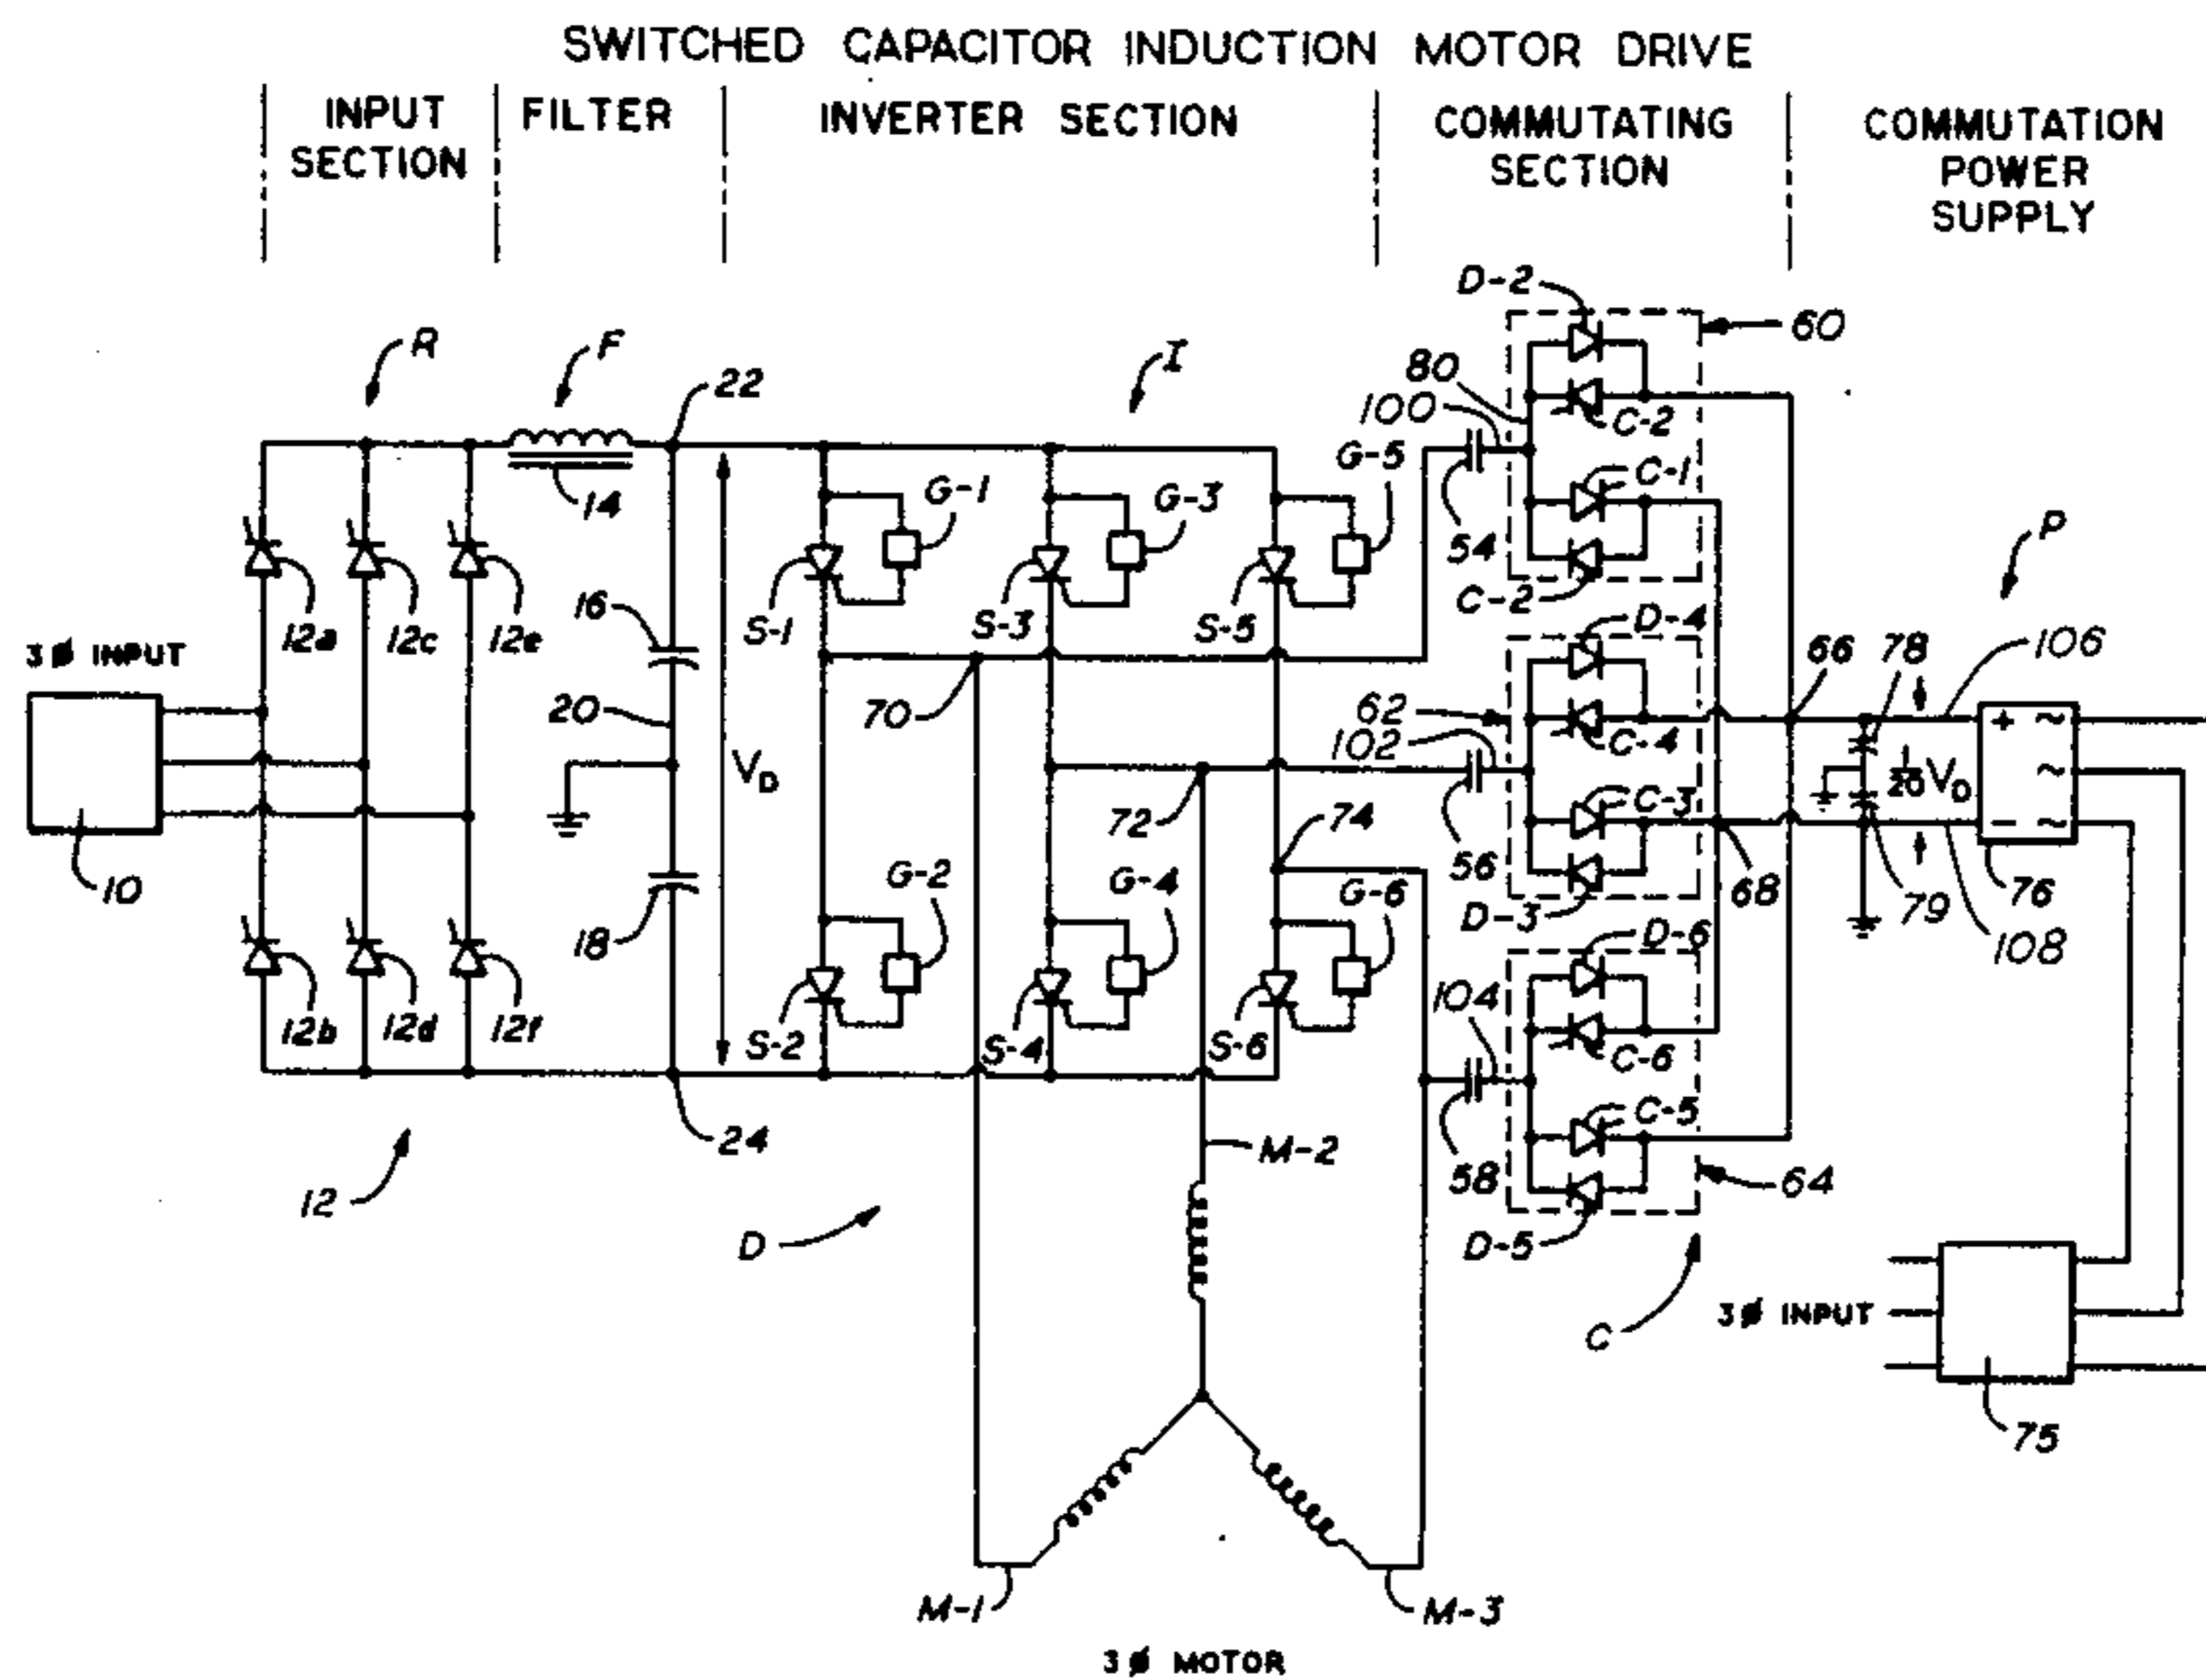 SWITCHED CAPACITOR INDUCTION MOTOR DRIVE
INPUT SECTION
FILTER
INVERTER SECTION
COMMUTATING SECTION
COMMUTATION POWER SUPPLY
D-2
60
R
F
I
80
22
100
C-2
G-5
C-1
14
G-1
G-3
P
54
S-1
S-3
S-5
C-2
D-4
16
12a
12c
12e
3Ø INPUT
66
78
106
20
70
62
102
C-4
+ ~
VD
1/20 VD
~
C-3
72
74
- ~
10
G-2
G-4
G-6
56
68
79
76
18
D-3
D-6
108
104
12b
12d
12f
S-2
S-4
S-6
C-6
C-5
24
M-2
58
64
12
D
D-5
C
3Ø INPUT
75
M-1
M-3
3Ø MOTOR